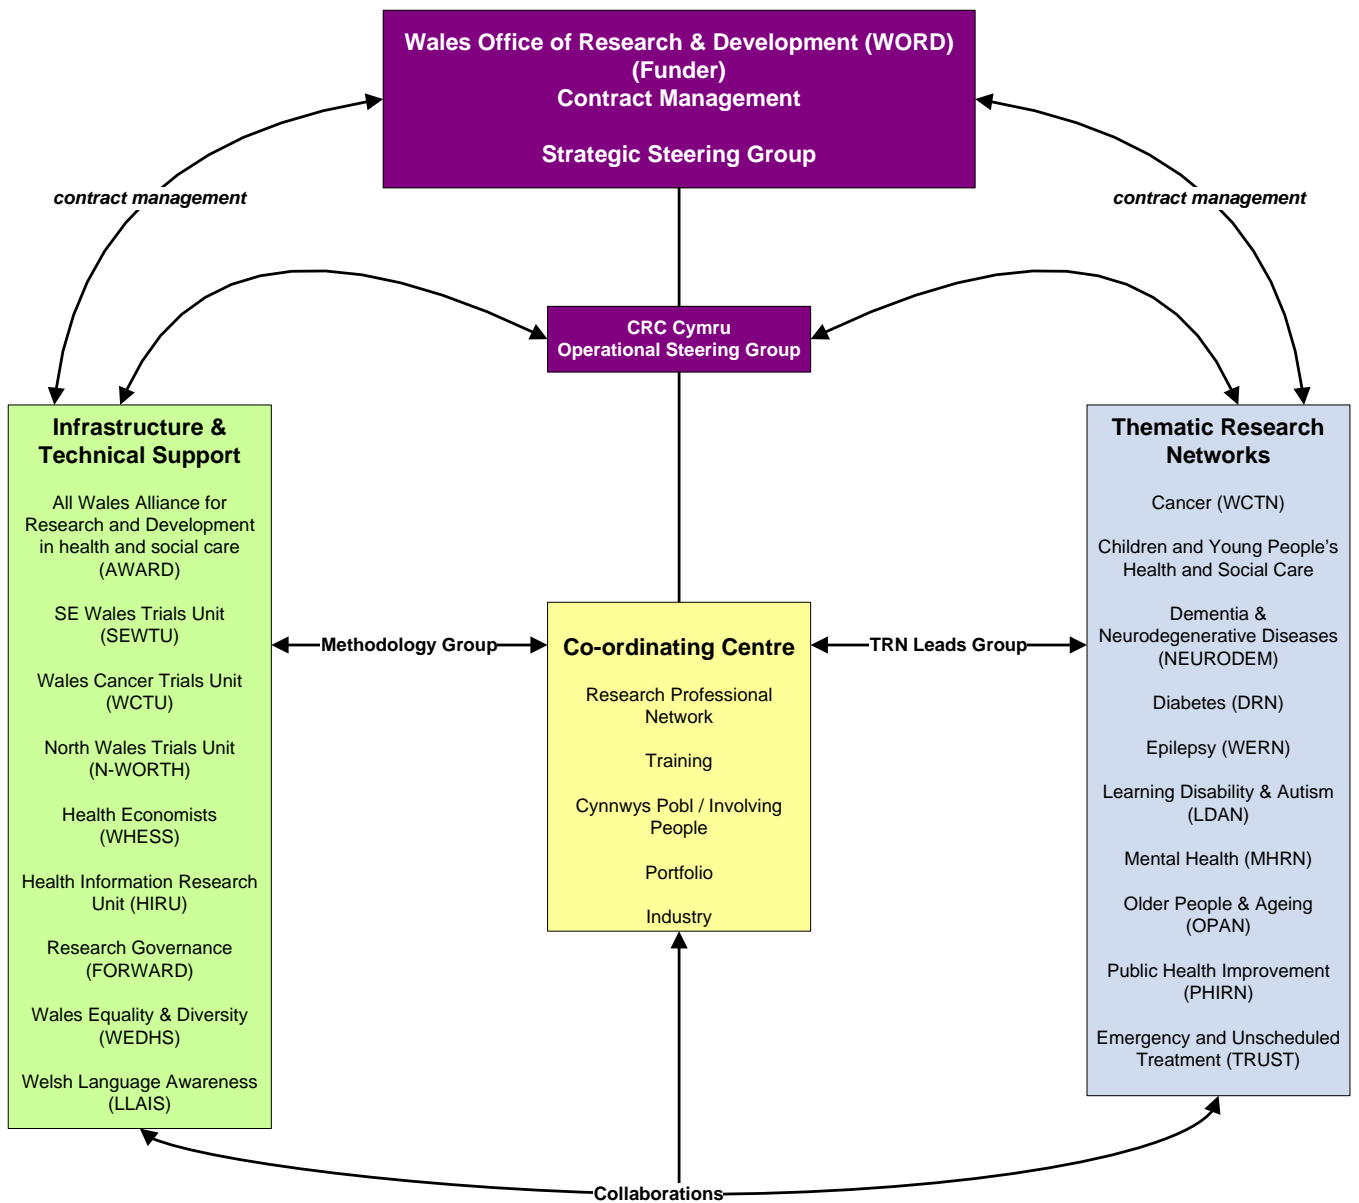 Wales Office of Research & Development (WORD)
(Funder)
Contract Management
Strategic Steering Group
contract management
contract management
CRC Cymru
Operational Steering Group
Infrastructure &
Technical Support
All Wales Alliance for
Research and Development
in health and social care
(AWARD)
SE Wales Trials Unit
(SEWTU)
Wales Cancer Trials Unit
(WCTU)
North Wales Trials Unit
(N-WORTH)
Health Economists
(WHESS)
Health Information Research
Unit (HIRU)
Research Governance
(FORWARD)
Wales Equality & Diversity
(WEDHS)
Welsh Language Awareness
(LLAIS)
Methodology Group
Co-ordinating Centre
Research Professional
Network
Training
Cynnwys Pobl / Involving
People
Portfolio
Industry
TRN Leads Group
Thematic Research
Networks
Cancer (WCTN)
Children and Young People’s
Health and Social Care
Dementia &
Neurodegenerative Diseases
(NEURODEM)
Diabetes (DRN)
Epilepsy (WERN)
Learning Disability & Autism
(LDAN)
Mental Health (MHRN)
Older People & Ageing
(OPAN)
Public Health Improvement
(PHIRN)
Emergency and Unscheduled
Treatment (TRUST)
Collaborations